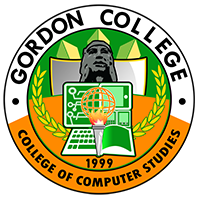 GORDON COLLEGE
1999
COLLEGE OF COMPUTER STUDIES